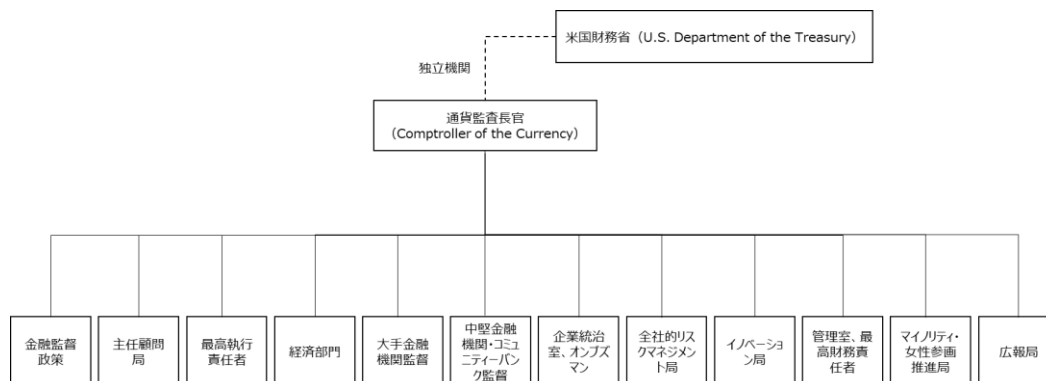 米国財務省（U.S. Department of the Treasury）
独立機関
通貨監査長官
（Comptroller of the Currency）
金融監督
政策
主任顧問
局
最高執行
責任者
経済部門
大手金融
機関監督
中堅金融
機関・コミュ
ニティーバン
ク監督
企業統治
室、オンブズ
マン
全社的リス
クマネジメン
ト局
イノベーショ
ン局
管理室、最
高財務責
任者
マイノリティ・
女性参画
推進局
広報局